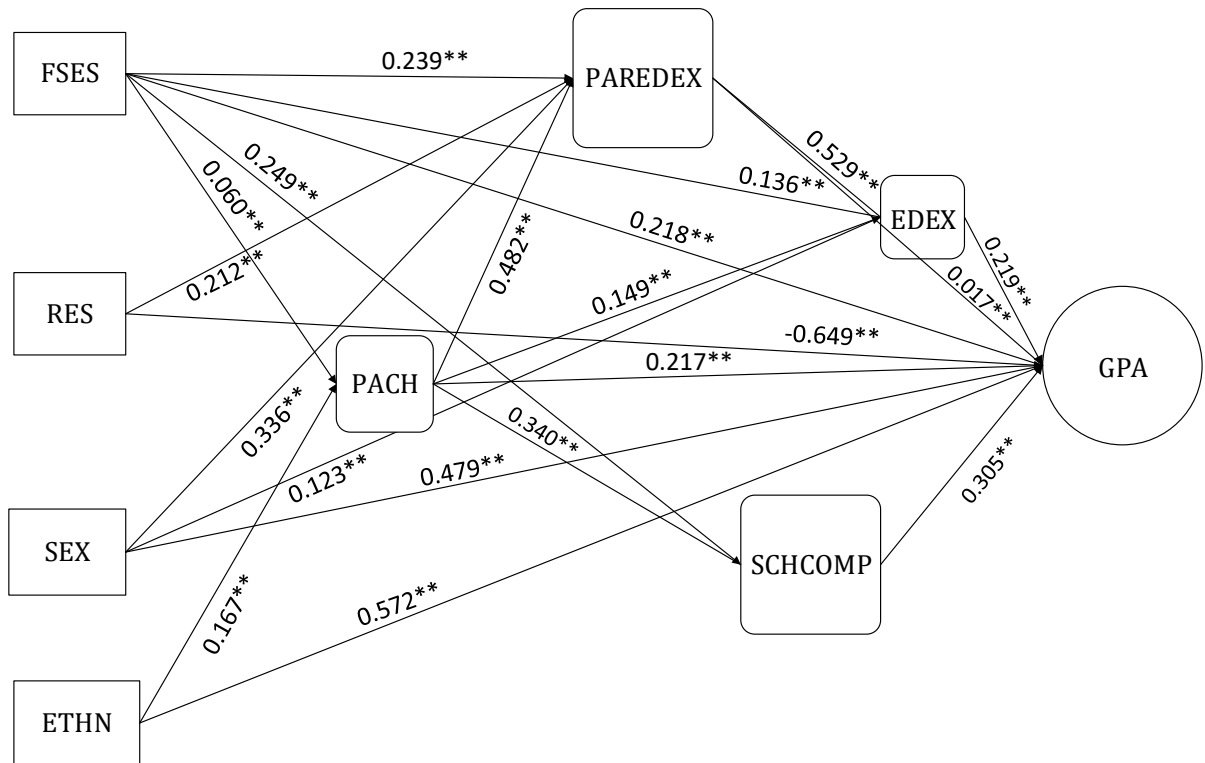 FSES
0.239**
PAREDEX
0.529**
0.249**
0.060**
0.136**
EDEX
0.218**
0.482**
0.219**
0.212**
0.149**
0.017**
RES
-0.649**
0.217**
PACH
GPA
0.336**
0.340**
0.123**
0.479**
0.305**
SEX
SCHCOMP
0.167**
0.572**
ETHN